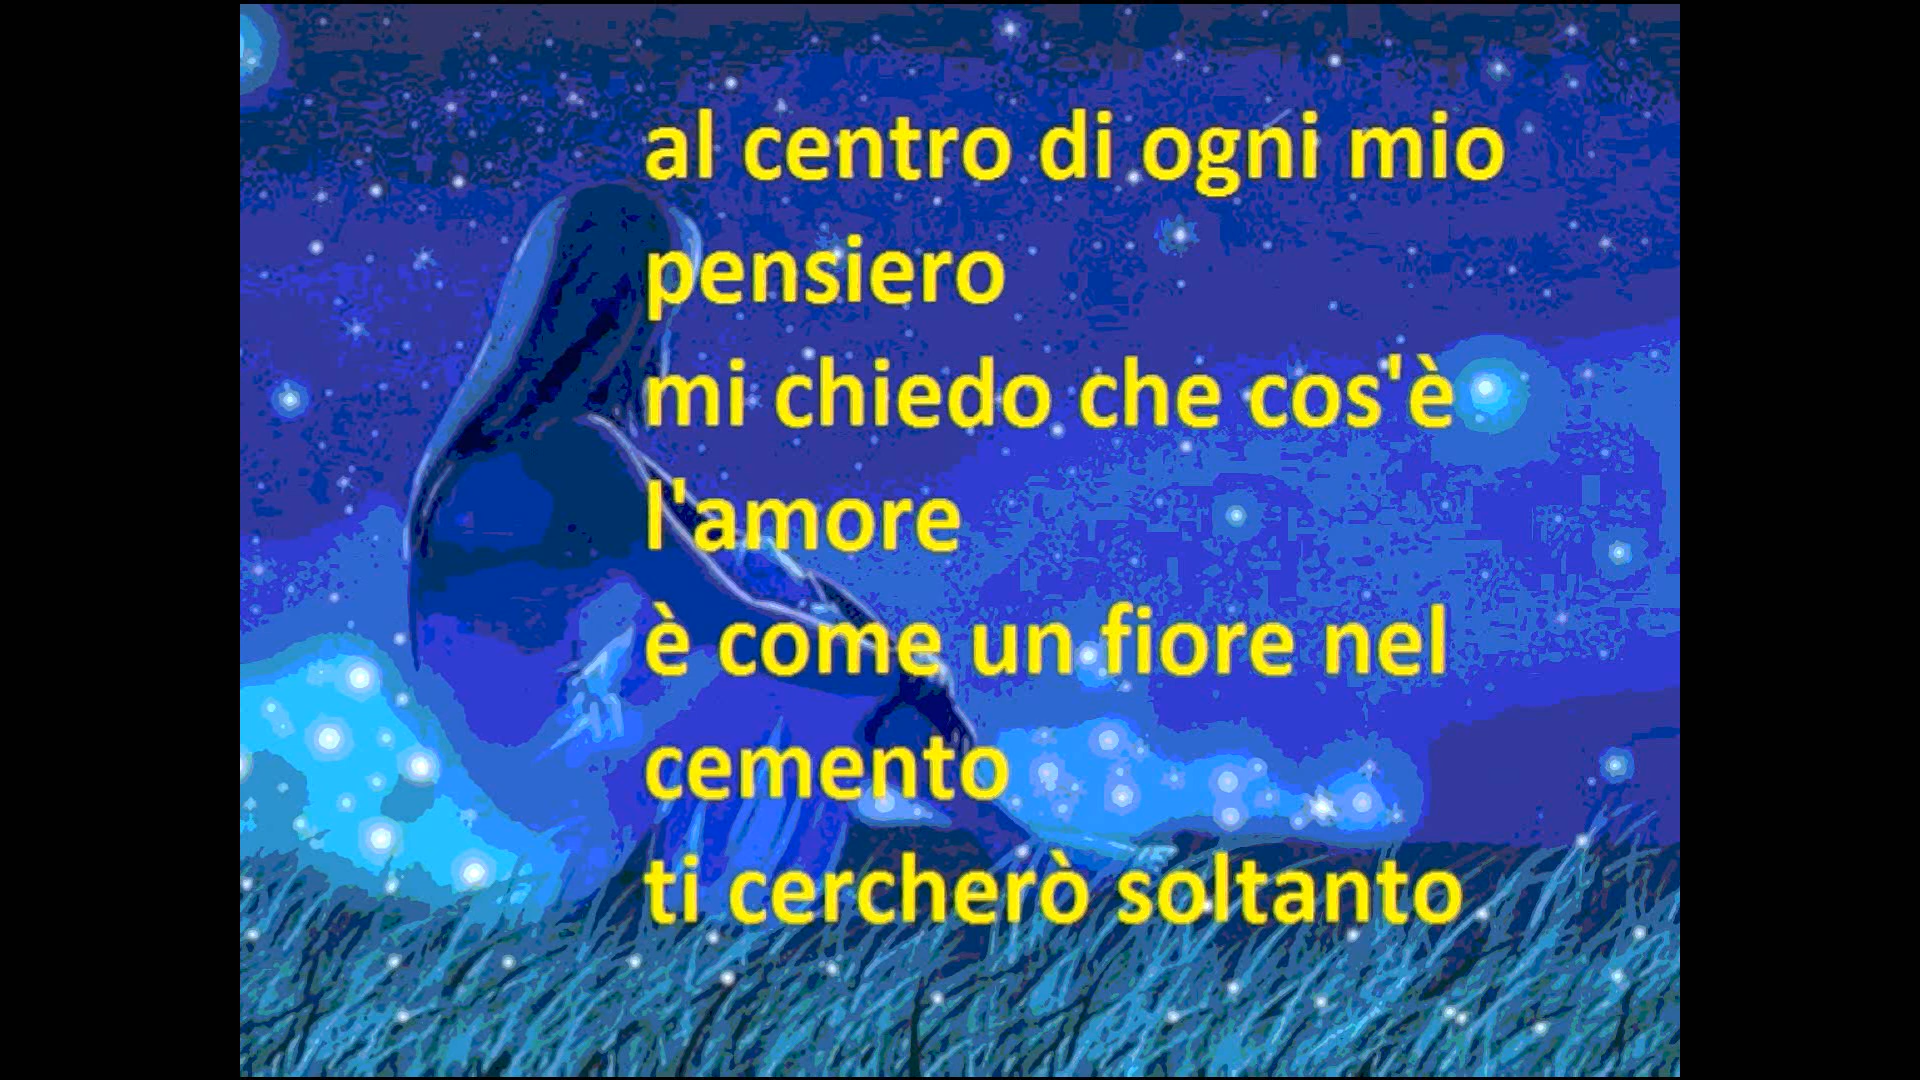 al centro di ogni mio
pensiero
mi chiedo che cos'è
l'amore
è come un fiore nel
cemento
ti cercherò soltanto